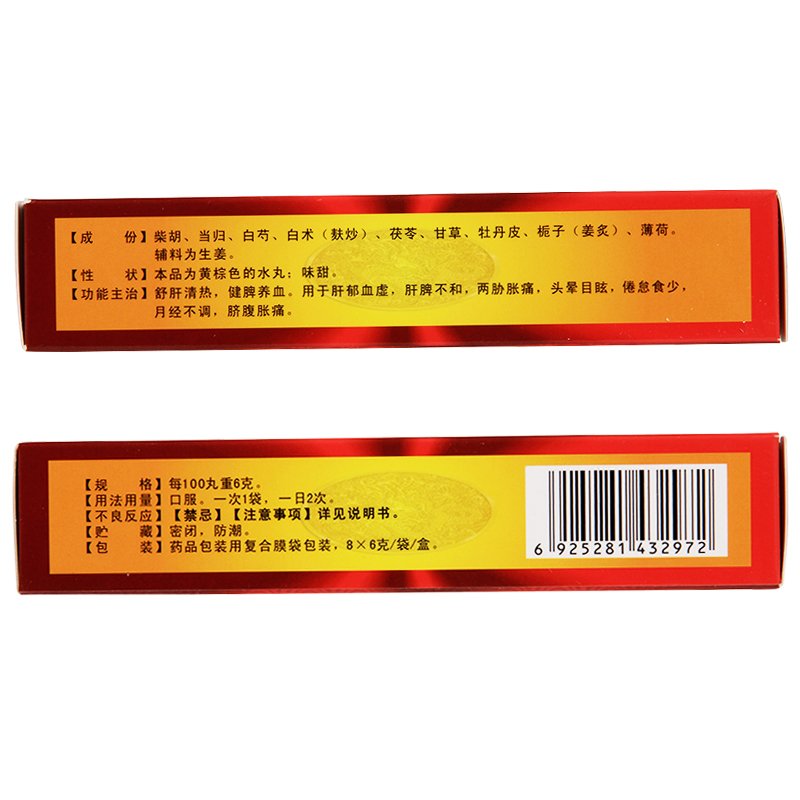 【成　份】柴胡、当归、白芍、白术（麸炒）、茯苓、甘草、牡丹皮、栀子（姜炙）、薄荷。
辅料为生姜。
【性　状】本品为黄棕色的水丸；味甜。
【功能主治】舒肝清热，健脾养血。用于肝郁血虚，肝脾不和，两胁胀痛，头晕目眩，倦怠食少，
月经不调，脐腹胀痛。
【规　格】每100丸重6克。
【用法用量】口服。一次1袋，一日2次。
【不良反应】【禁忌】【注意事项】详见说明书。
【贮　藏】密闭，防潮。
【包　装】药品包装用复合膜袋包装，8×6克/袋/盒。
6 925281 432972